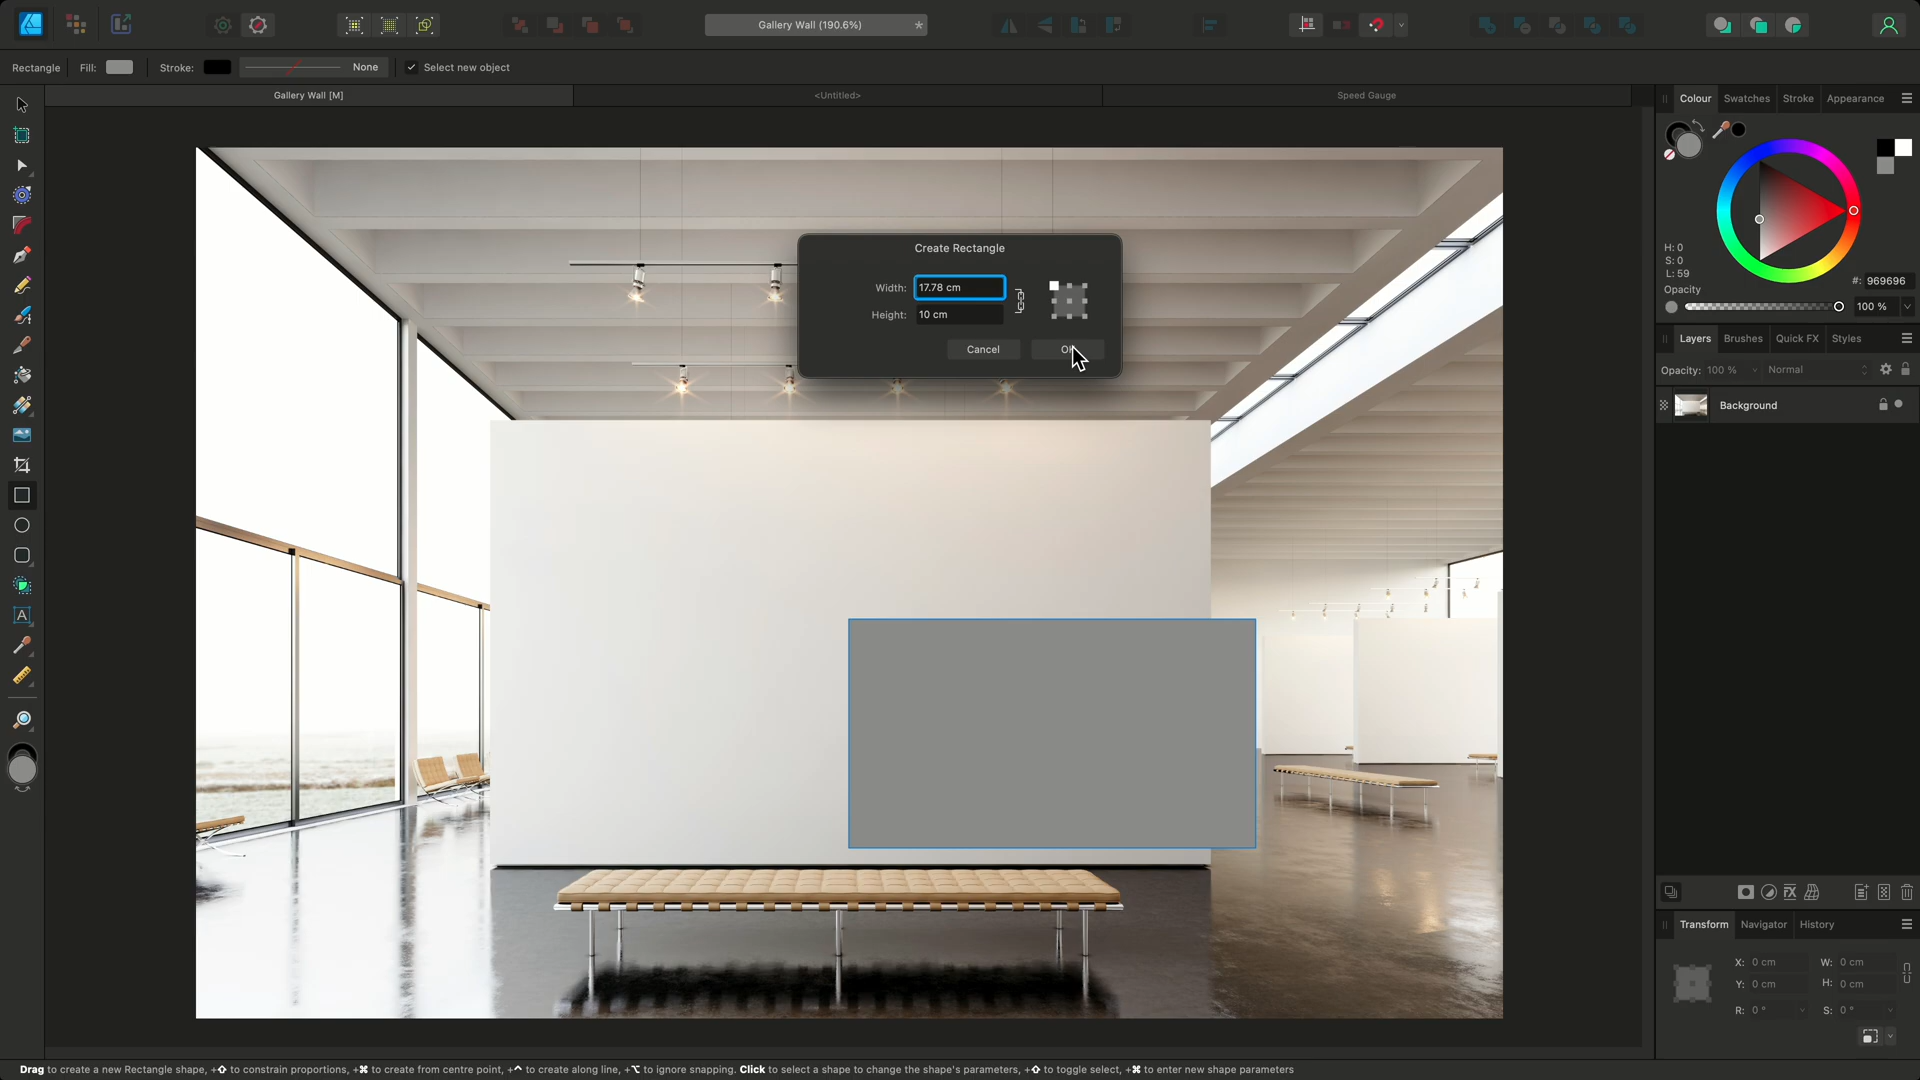 Gallery Wall (190.6%) *
Rectangle Fill: Stroke: None Select new object
Gallery Wall [M] <Untitled> Speed Gauge
Colour Swatches Stroke Appearance
H: 0
S: 0
L: 59
#: 969696
Opacity
100 %
Create Rectangle
Width: 17.78 cm
Height: 10 cm
Cancel
Layers Brushes Quick FX Styles
Opacity: 100 % Normal
Background
Transform Navigator History
X: 0 cm W: 0 cm
Y: 0 cm H: 0 cm
R: 0 ° S: 0 °
Drag to create a new Rectangle shape, +⇧ to constrain proportions, +⌘ to create from centre point, +^ to create along line, +⌥ to ignore snapping. Click to select a shape to change the shape's parameters, +⇧ to toggle select, +⌘ to enter new shape parameters